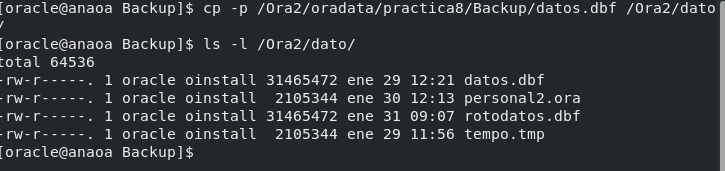 [oracle@anaoa Backup]$ cp -p /Ora2/oradata/practica8/Backup/datos.dbf /Ora2/dato
/
[oracle@anaoa Backup]$ ls -l /Ora2/dato/
total 64536
-rw-r-----. 1 oracle oinstall 31465472 ene 29 12:21 datos.dbf
-rw-r-----. 1 oracle oinstall  2105344 ene 30 12:13 personal2.ora
-rw-r-----. 1 oracle oinstall 31465472 ene 31 09:07 rotodatos.dbf
-rw-r-----. 1 oracle oinstall  2105344 ene 29 11:56 tempo.tmp
[oracle@anaoa Backup]$